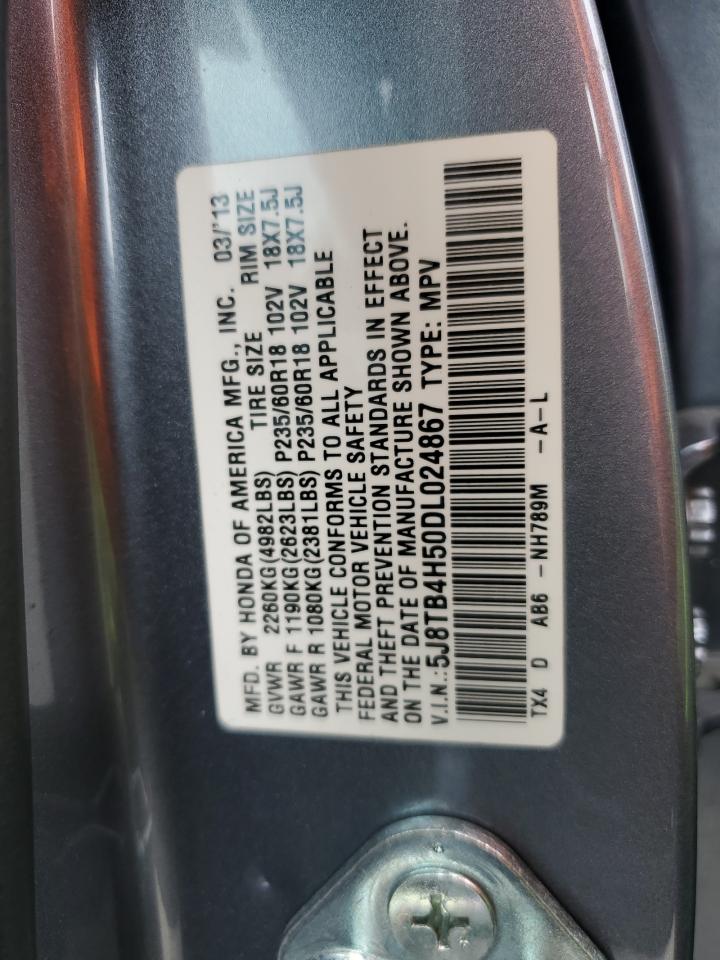 MFD. BY HONDA OF AMERICA MFG., INC. 03/'13
GVWR 2260KG(4982LBS) TIRE SIZE RIM SIZE
GAWR F 1190KG(2623LBS) P235/60R18 102V 18X7.5J
GAWR R 1080KG(2381LBS) P235/60R18 102V 18X7.5J
THIS VEHICLE CONFORMS TO ALL APPLICABLE
FEDERAL MOTOR VEHICLE SAFETY
AND THEFT PREVENTION STANDARDS IN EFFECT
ON THE DATE OF MANUFACTURE SHOWN ABOVE.
V.I.N.:5J8TB4H50DL024867 TYPE: MPV
TX4 D AB6 -NH789M -A-L